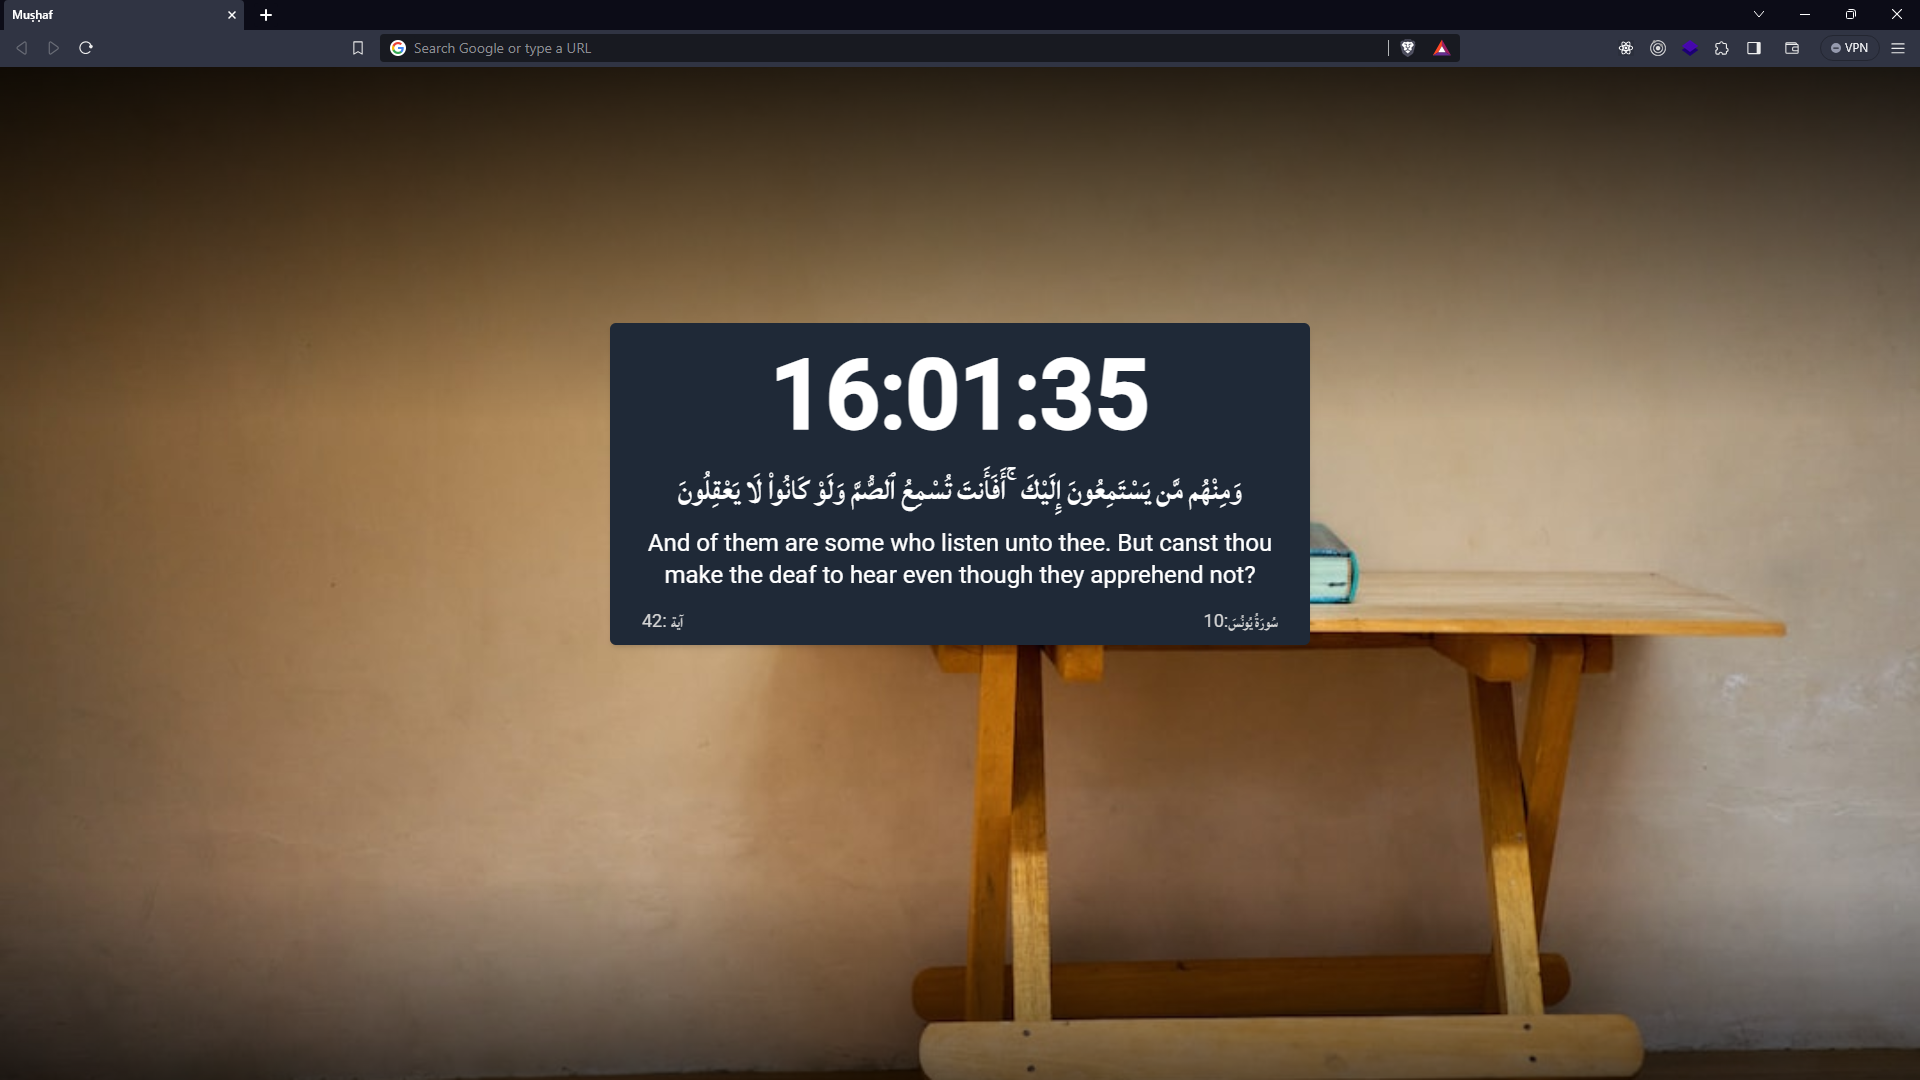 Muṣḥaf
Search Google or type a URL
VPN
16:01:35
وَمِنْهُم مَّن يَسْتَمِعُونَ إِلَيْكَ ۚ أَفَأَنتَ تُسْمِعُ ٱلصُّمَّ وَلَوْ كَانُوا۟ لَا يَعْقِلُونَ
And of them are some who listen unto thee. But canst thou
make the deaf to hear even though they apprehend not?
آية :42
سُورَةُ يُونُسَ:10